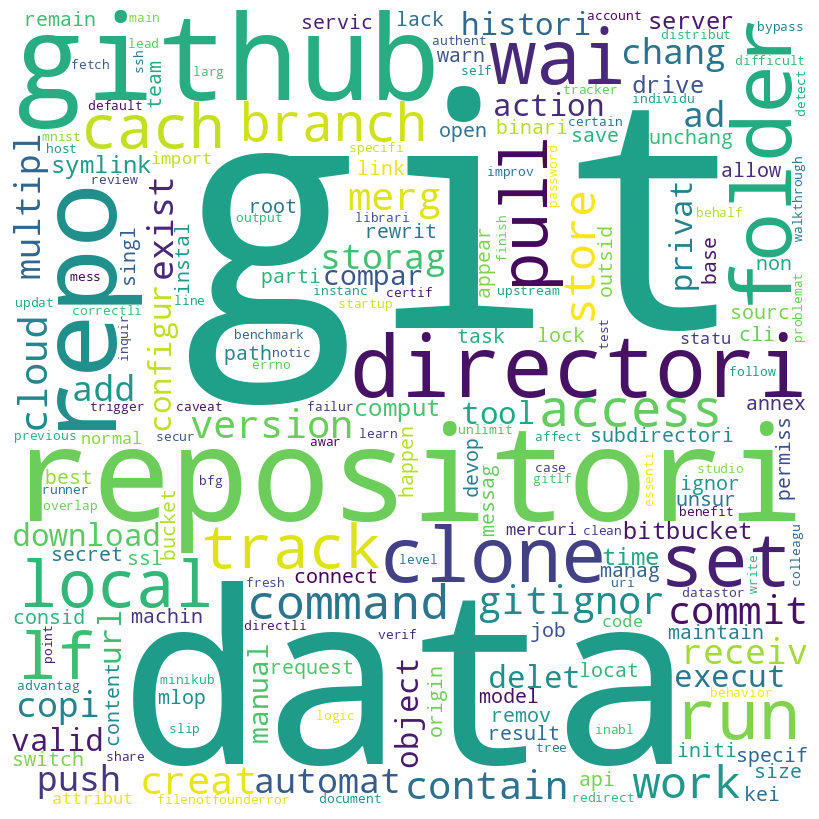 remain
main
github.
servic
lack
histori
server
account
distribut
bypass
fetch
ssh
lead
team
larg
default
authent
warn
self
wai
chang
drive
tracker
individu
difficult
detect
folder
cach
branch
action
ad
open
binari
certain
save
unchang
mnist
host
symlink
import
specifi
link
improv
password
allow
review
multipl
repo
exist
instal
root
output
git
merg
librari
rewrit
pull
store
outsid
privat
base
behalf
walkthrough
non
mess
singl
parti
storag
compar
appear
finish
updat
correctli
line
instanc
certif
startup
upstream
sourc
cli
problemat
cloud
configur
inquir
benchmark
path
notic
errno
task
lock
test
statu
directori
follow
add
trigger
caveat
failur
comput
tool
access
annex
previous
normal
version
secur
awar
learn
happen
unlimit
devop
affect
subdirectori
best
runner
overlap
bucket
bfg
messag
case
gitlf
essenti
studio
ignor
unsur
benefit
permiss
repositori
download
secret
ssl
track
clone
level
mercuri
clean
bitbucket
time
manag
set
colleagu
local
connect
fresh
uri
write
datastor
consid
machin
command
gitignor
commit
url
directli
verif
job
code
maintain
lf
point
content
manual
request
origin
delet
locat
receiv
advantag
minikub
data
object
model
execut
copi
mlop
slip
logic
remov
inabl
behavior
run
valid
share
result
tree
initi
specif
switch
push
creat
automat
contain
api
work
size
attribut
filenotfounderror
document
redirect
kei